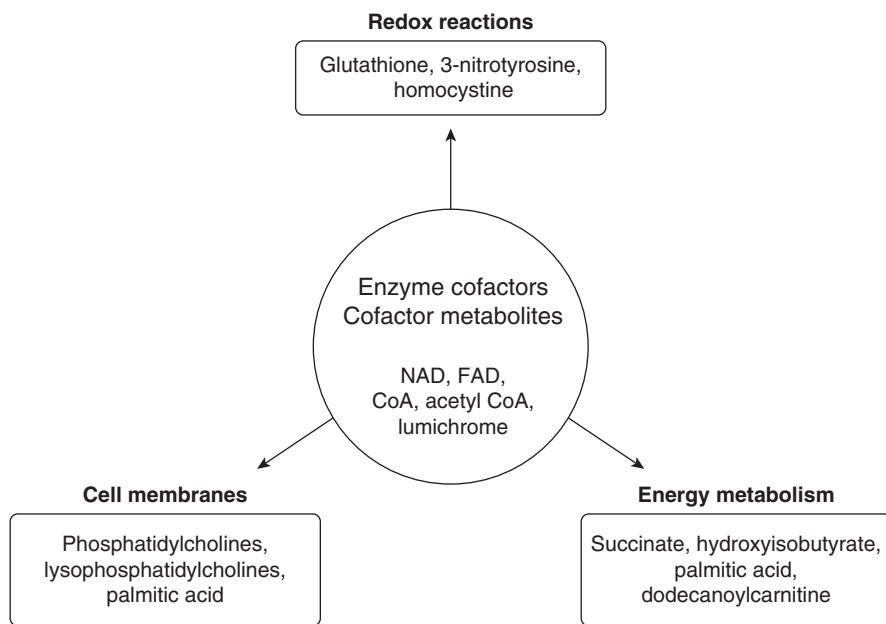 Redox reactions
Glutathione, 3-nitrotyrosine,
homocystine
Enzyme cofactors
Cofactor metabolites
NAD, FAD,
CoA, acetyl CoA,
lumichrome
Cell membranes
Phosphatidylcholines,
lysophosphatidylcholines,
palmitic acid
Energy metabolism
Succinate, hydroxyisobutyrate,
palmitic acid,
dodecanoylcarnitine